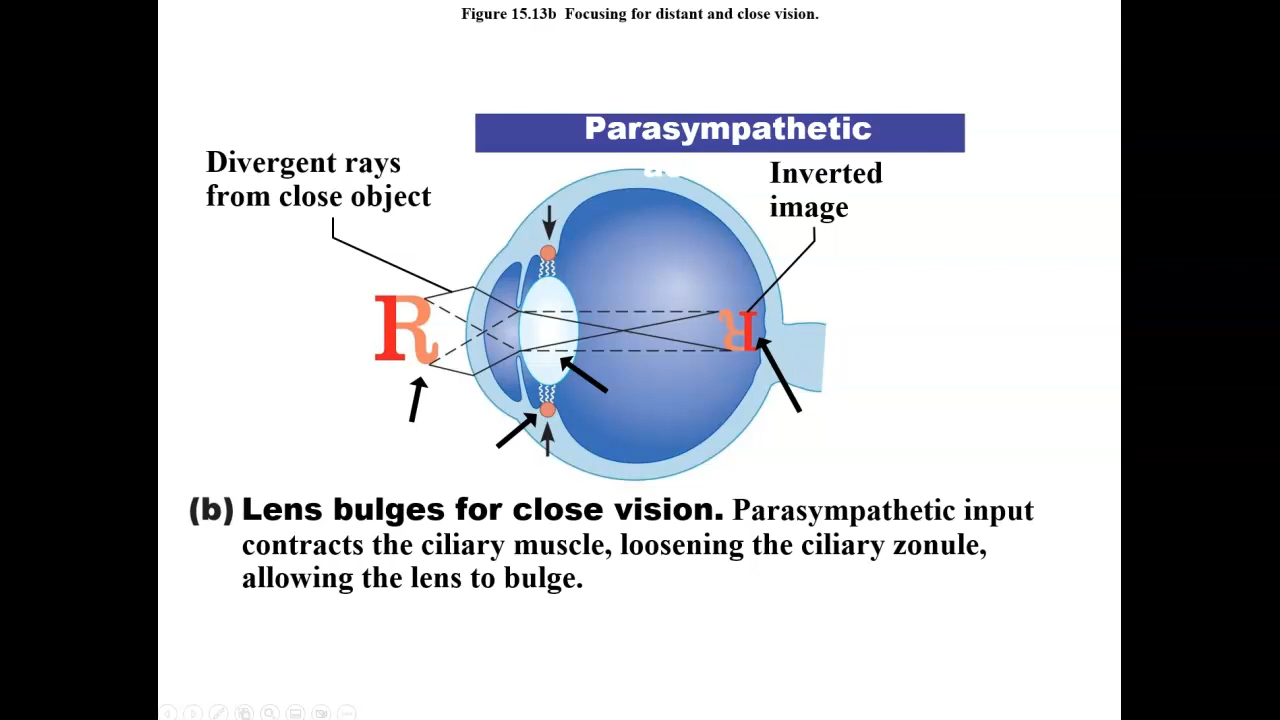 Figure 15.13b Focusing for distant and close vision.
Parasympathetic
Divergent rays
from close object
Inverted
image
R
R
(b) Lens bulges for close vision. Parasympathetic input
contracts the ciliary muscle, loosening the ciliary zonule,
allowing the lens to bulge.